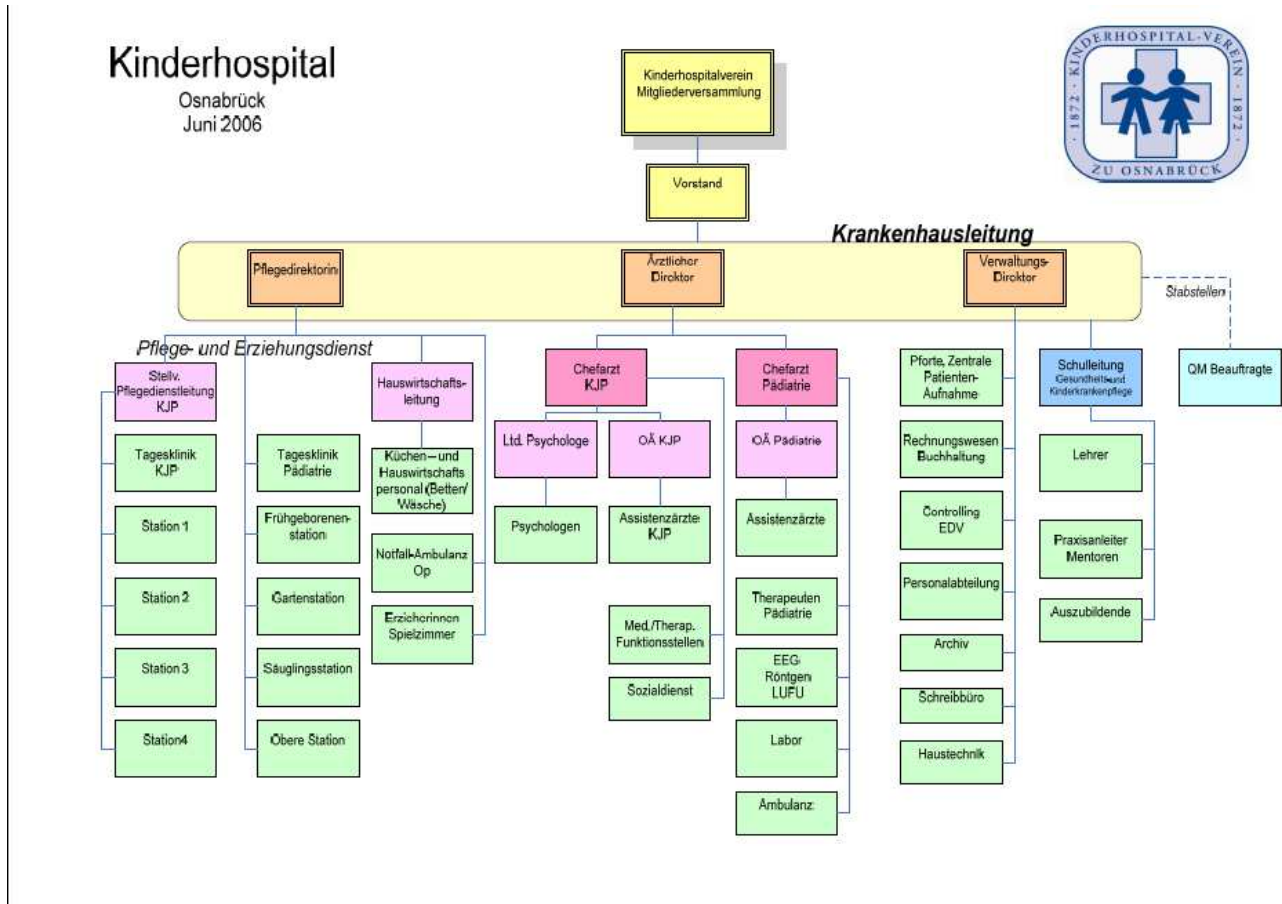 Kinderhospital
Osnabrück
Juni 2006
Kinderhospitalverein
Mitgliederversammlung
· 1872 · KINDERHOSPITAL-VEREIN · 1872 ·
ZU OSNABRÜCK
Vorstand
Krankenhausleitung
Pflegedirektorin
Ärztlicher
Direktor
Verwaltungs-
Direktor
Stabstellen
Pflege- und Erziehungsdienst
Stellv.
Pflegedienstleitung
KJP
Hauswirtschafts-
leitung
Chefarzt
KJP
Chefarzt
Pädiatrie
Pforte, Zentrale
Patienten-
Aufnahme
Schulleitung
Gesundheits-und
Kinderkrankenpflege
QM Beauftragte
Tagesklinik
KJP
Tagesklinik
Pädiatrie
Küchen- und
Hauswirtschafts
personal (Betten/
Wäsche)
Ltd. Psychologe
OÄ KJP
OÄ Pädiatrie
Rechnungswesen
Buchhaltung
Lehrer
Station 1
Frühgeborenen-
station
Notfall-Ambulanz
Op
Psychologen
Assistenzärzte
KJP
Assistenzärzte
Controlling
EDV
Praxisanleiter
Mentoren
Station 2
Gartenstation
Erzieherinnen
Spielzimmer
Med./Therap.
Funktionsstellen
Therapeuten
Pädiatrie
Personalabteilung
Auszubildende
Station 3
Säuglingsstation
Sozialdienst
EEG
Röntgen
LUFU
Archiv
Station4
Obere Station
Labor
Schreibbüro
Ambulanz
Haustechnik